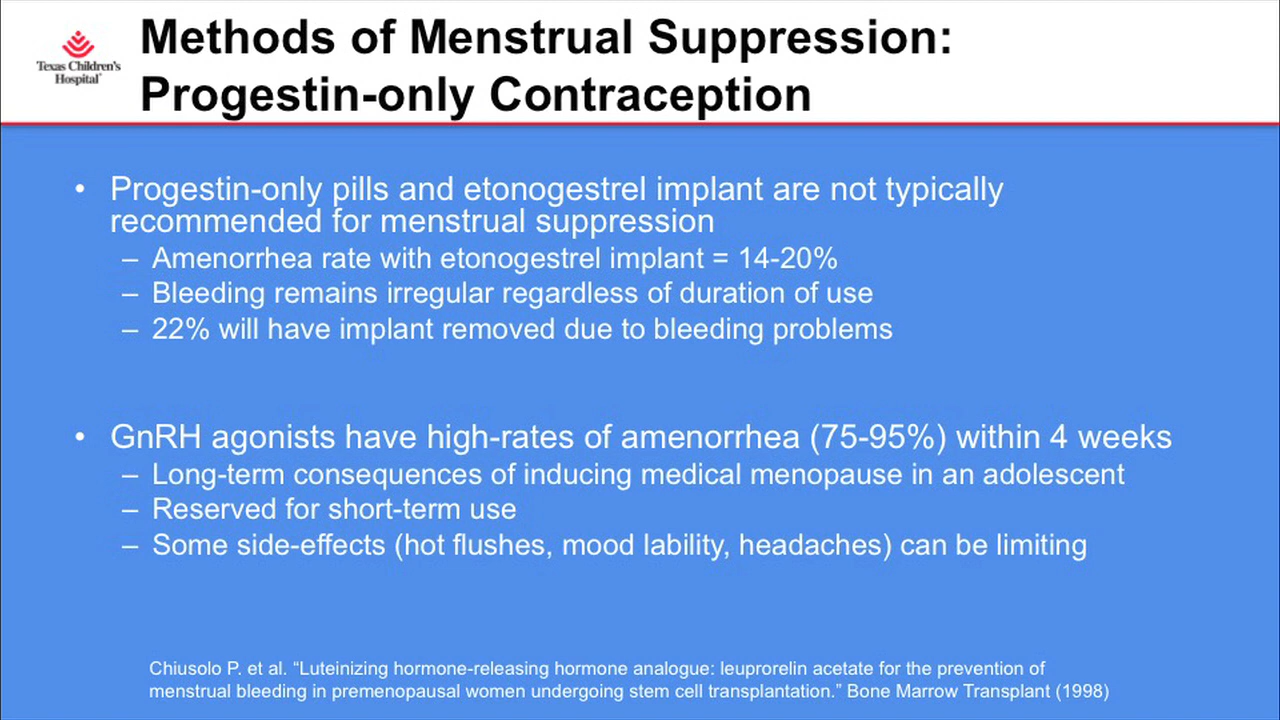 Texas Children's
Hospital
Methods of Menstrual Suppression:
Progestin-only Contraception
• Progestin-only pills and etonogestrel implant are not typically
recommended for menstrual suppression
– Amenorrhea rate with etonogestrel implant = 14-20%
– Bleeding remains irregular regardless of duration of use
– 22% will have implant removed due to bleeding problems
• GnRH agonists have high-rates of amenorrhea (75-95%) within 4 weeks
– Long-term consequences of inducing medical menopause in an adolescent
– Reserved for short-term use
– Some side-effects (hot flushes, mood lability, headaches) can be limiting
Chiusolo P. et al. “Luteinizing hormone-releasing hormone analogue: leuprorelin acetate for the prevention of
menstrual bleeding in premenopausal women undergoing stem cell transplantation.” Bone Marrow Transplant (1998)